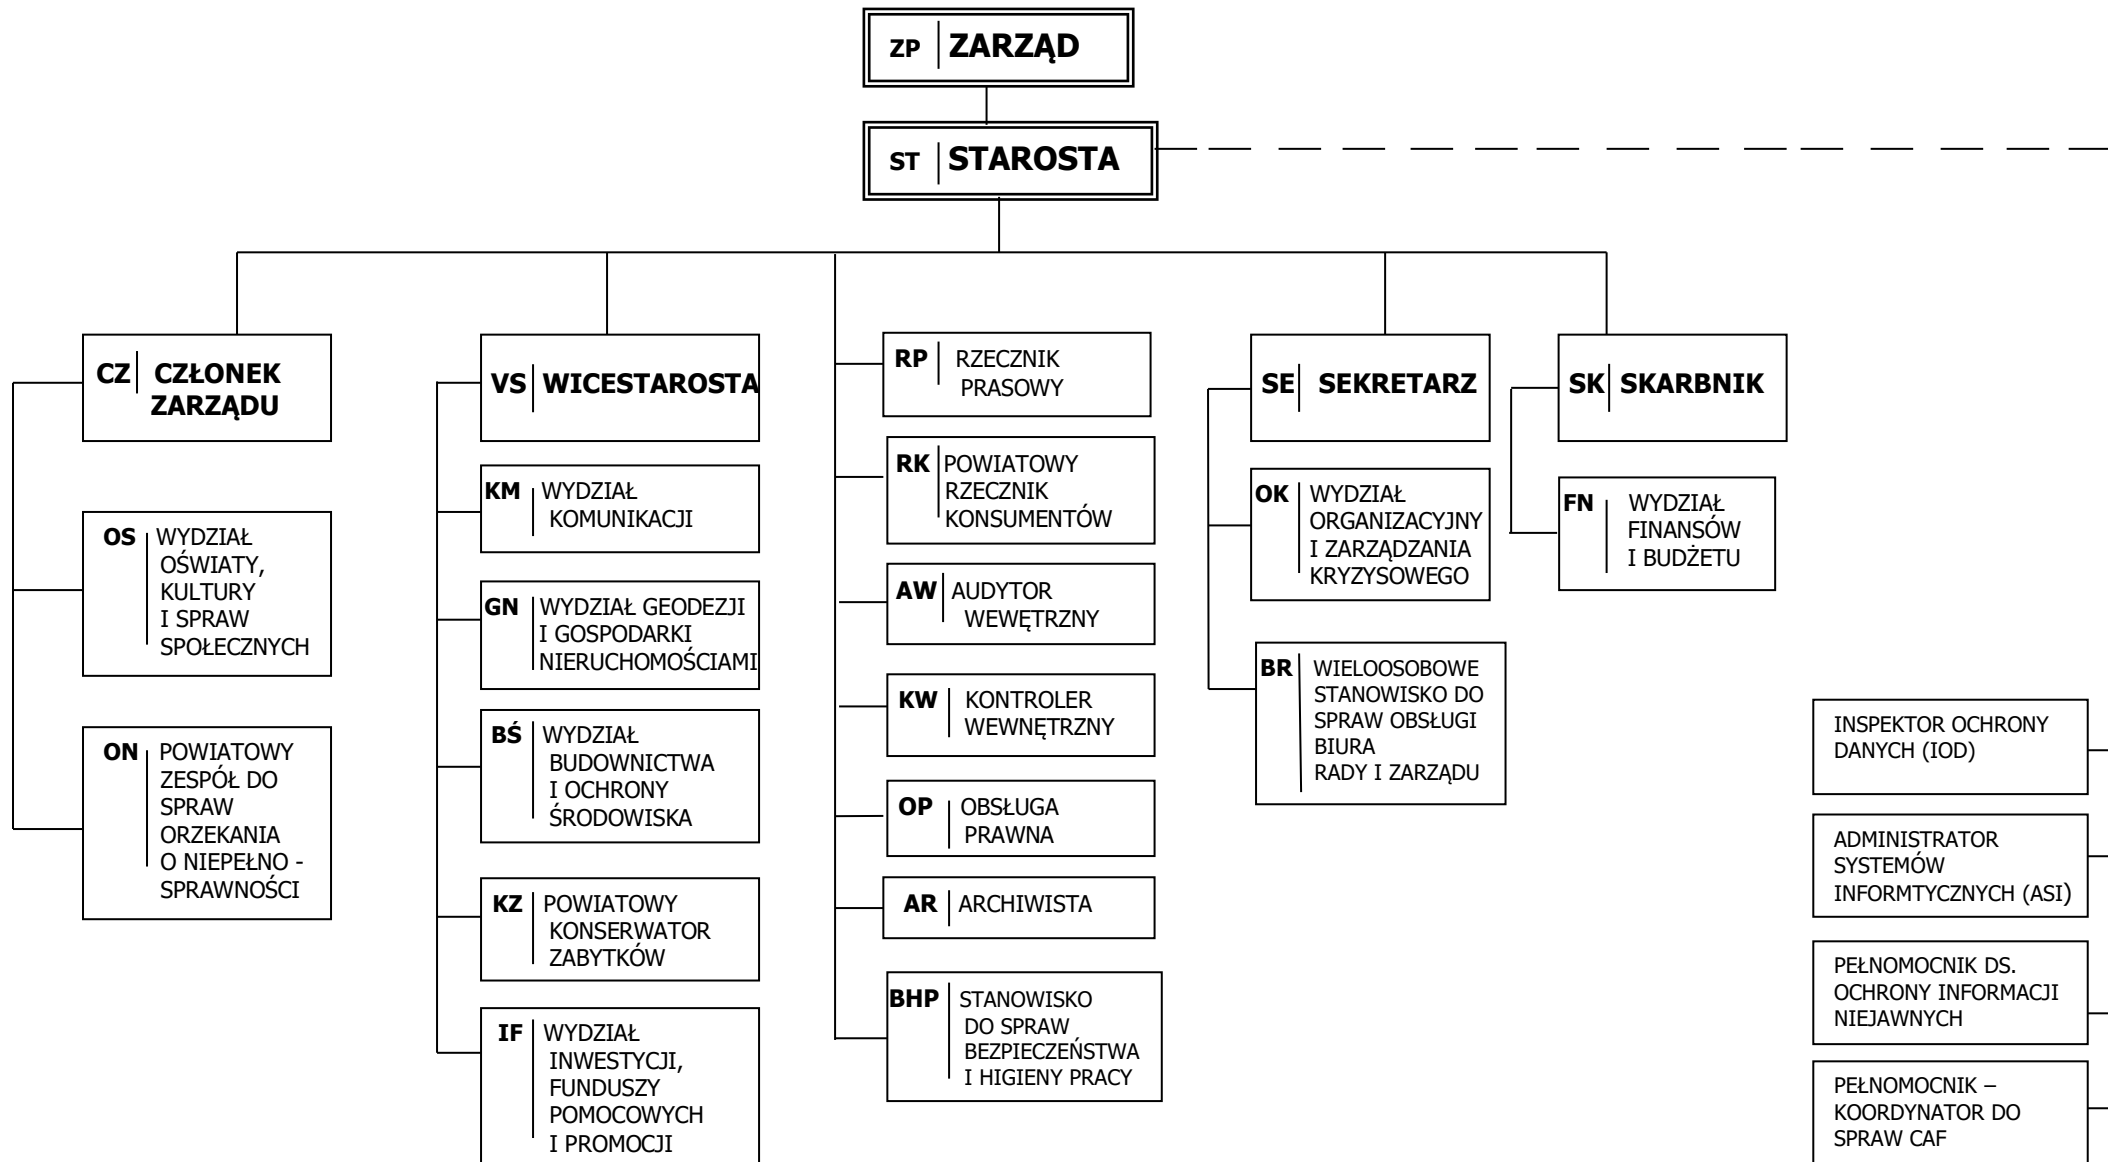 ZP ZARZĄD
ST STAROSTA
CZ CZŁONEK
ZARZĄDU
OS WYDZIAŁ
OŚWIATY,
KULTURY
I SPRAW
SPOŁECZNYCH
ON POWIATOWY
ZESPÓŁ DO
SPRAW
ORZEKANIA
O NIEPEŁNO -
SPRAWNOŚCI
VS WICESTAROSTA
KM WYDZIAŁ
KOMUNIKACJI
GN WYDZIAŁ GEODEZJI
I GOSPODARKI
NIERUCHOMOŚCIAMI
BŚ WYDZIAŁ
BUDOWNICTWA
I OCHRONY
ŚRODOWISKA
KZ POWIATOWY
KONSERWATOR
ZABYTKÓW
IF WYDZIAŁ
INWESTYCJI,
FUNDUSZY
POMOCOWYCH
I PROMOCJI
RP RZECZNIK
PRASOWY
RK POWIATOWY
RZECZNIK
KONSUMENTÓW
AW AUDYTOR
WEWĘTRZNY
KW KONTROLER
WEWNĘTRZNY
OP OBSŁUGA
PRAWNA
AR ARCHIWISTA
BHP STANOWISKO
DO SPRAW
BEZPIECZEŃSTWA
I HIGIENY PRACY
SE SEKRETARZ
OK WYDZIAŁ
ORGANIZACYJNY
I ZARZĄDZANIA
KRYZYSOWEGO
BR WIELOOSOBOWE
STANOWISKO DO
SPRAW OBSŁUGI
BIURA
RADY I ZARZĄDU
SK SKARBNIK
FN WYDZIAŁ
FINANSÓW
I BUDŻETU
INSPEKTOR OCHRONY
DANYCH (IOD)
ADMINISTRATOR
SYSTEMÓW
INFORMTYCZNYCH (ASI)
PEŁNOMOCNIK DS.
OCHRONY INFORMACJI
NIEJAWNYCH
PEŁNOMOCNIK –
KOORDYNATOR DO
SPRAW CAF